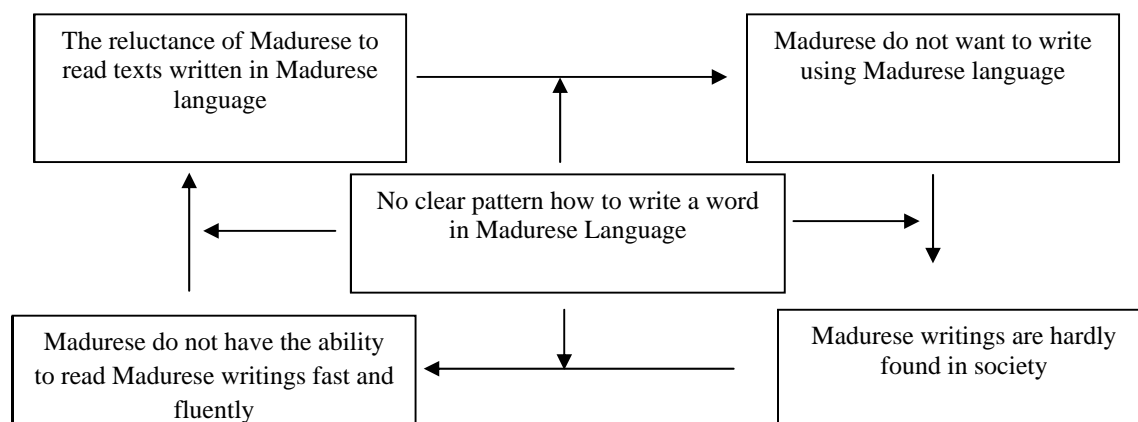 The reluctance of Madurese to
read texts written in Madurese
language
Madurese do not want to write
using Madurese language
No clear pattern how to write a word
in Madurese Language
Madurese do not have the ability
to read Madurese writings fast and
fluently
Madurese writings are hardly
found in society